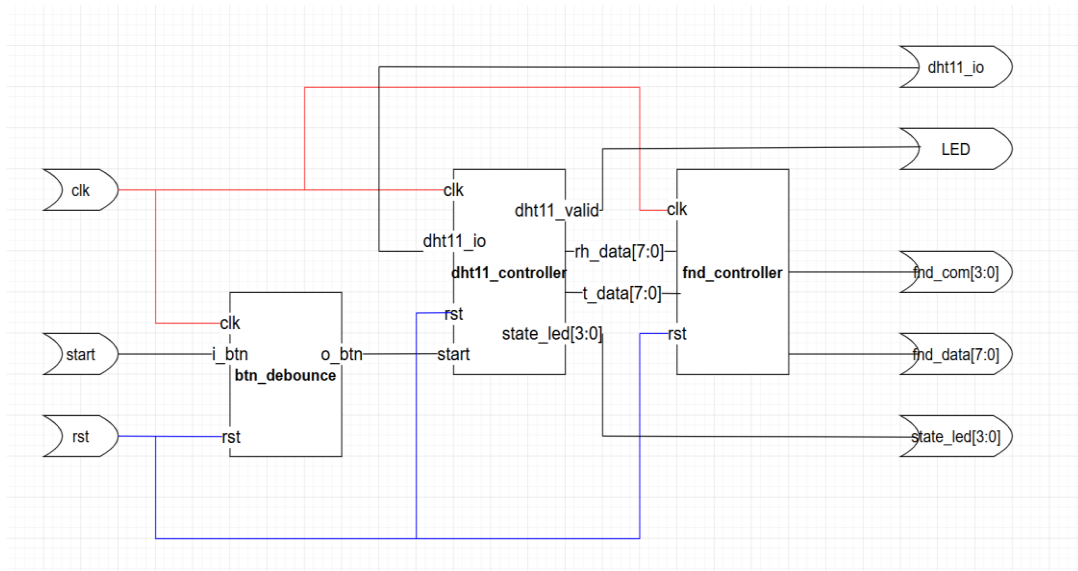 dht11_io
LED
clk
clk
dht11_valid
clk
dht11_io
rh_data[7:0]
dht11_controller
fnd_controller
fnd_com[3:0]
t_data[7:0]
rst
clk
state_led[3:0]
rst
start
i_btn
o_btn
start
fnd_data[7:0]
btn_debounce
rst
rst
state_led[3:0]